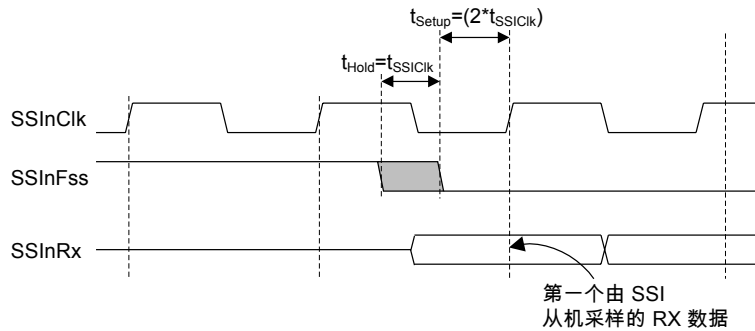 tSetup=(2*tSSIClk)
tHold=tSSIClk
SSInClk
SSInFss
SSInRx
第一个由 SSI
从机采样的 RX 数据